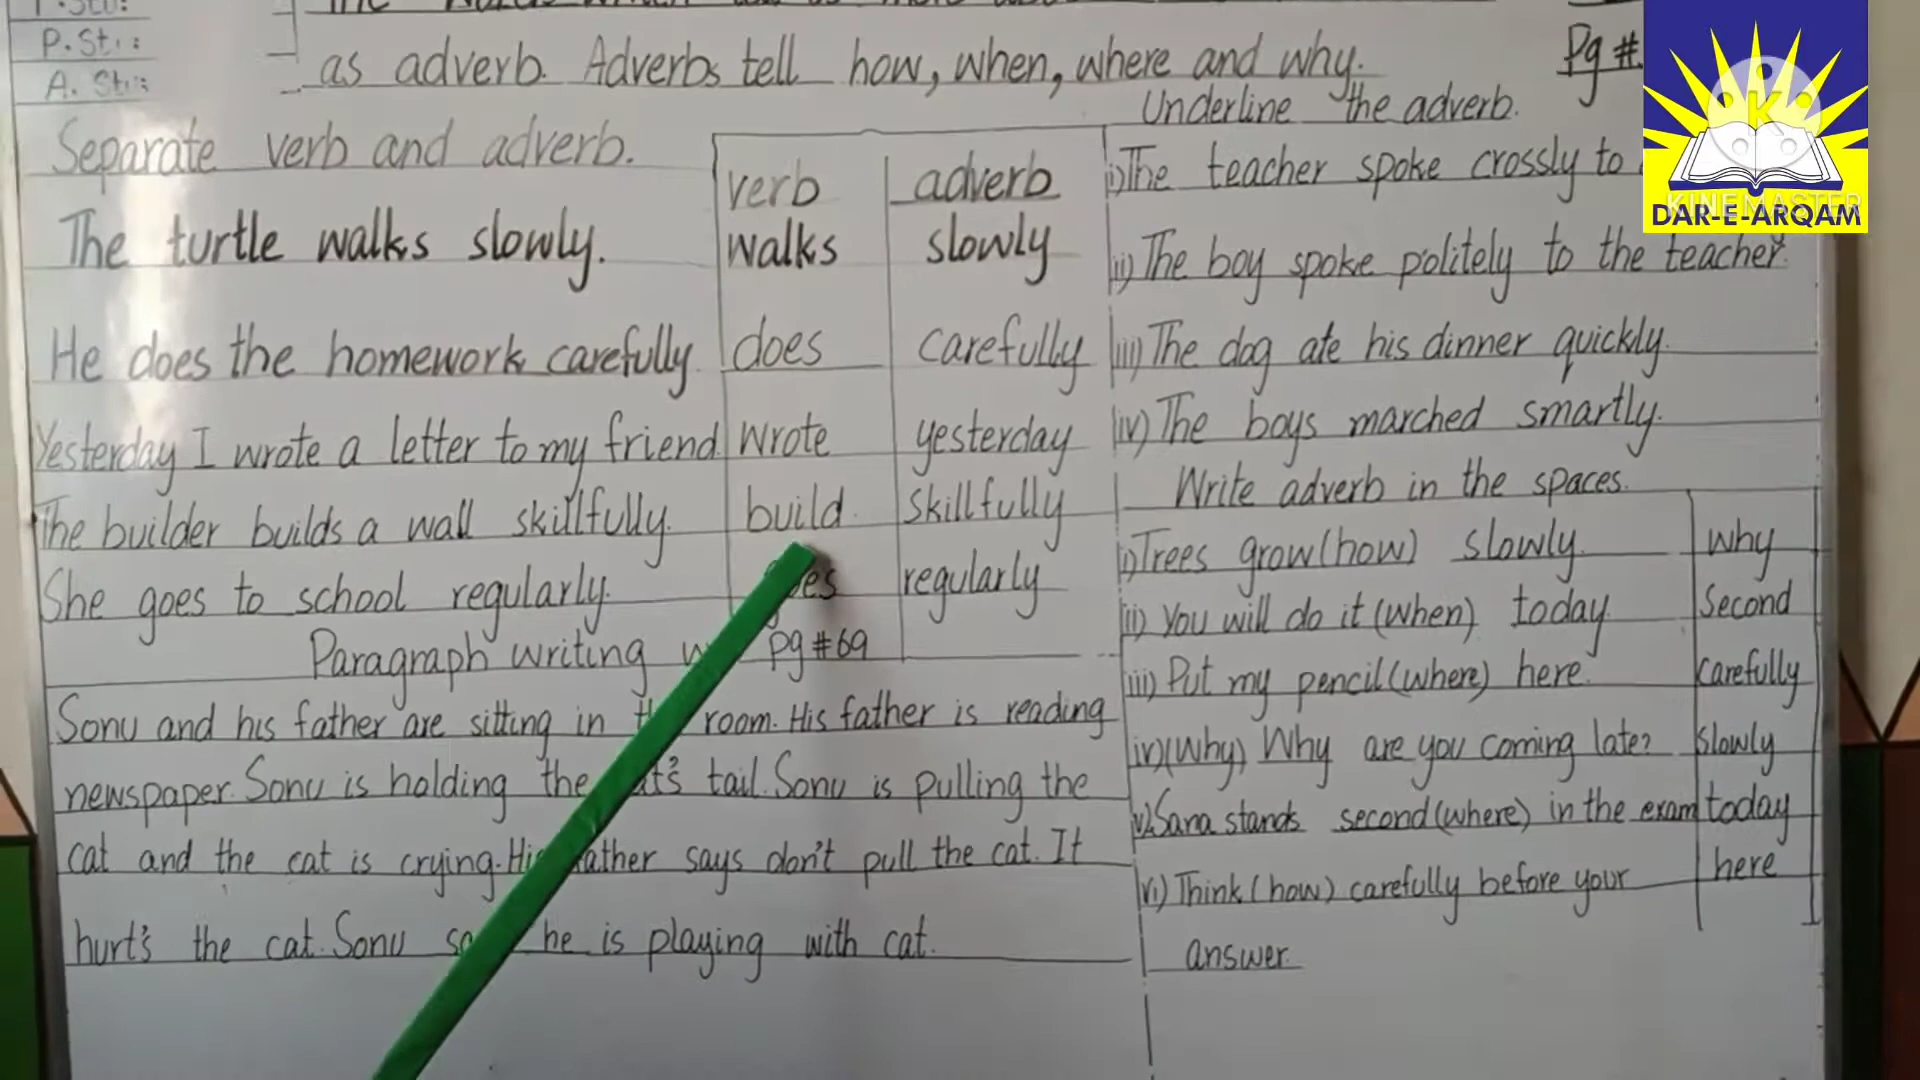 P.St:
A. St:
as adverb. Adverbs tell how, when, where and why.
Pg #
Separate verb and adverb.
verb adverb
The turtle walks slowly. walks slowly
He does the homework carefully does carefully
Yesterday I wrote a letter to my friend wrote yesterday
The builder builds a wall skillfully. build skillfully
She goes to school regularly. regularly
Paragraph writing pg #69
Sonu and his father are sitting in room. His father is reading
newspaper. Sonu is holding the tail. Sonu is pulling the
cat and the cat is crying. says don't pull the cat. It
hurt's the cat. Sonu he is playing with cat.
Underline the adverb.
i) The teacher spoke crossly to
ii) The boy spoke politely to the teacher.
iii) The dog ate his dinner quickly.
iv) The boys marched smartly.
Write adverb in the spaces.
i) Trees grow (how) slowly. why
ii) You will do it (when) today. second
iii) Put my pencil (where) here. carefully
iv) (Why) Why are you coming late? slowly
v) Sana stands second (where) in the exam today
vi) Think (how) carefully before your here
answer.
KINEMASTER
DAR-E-ARQAM